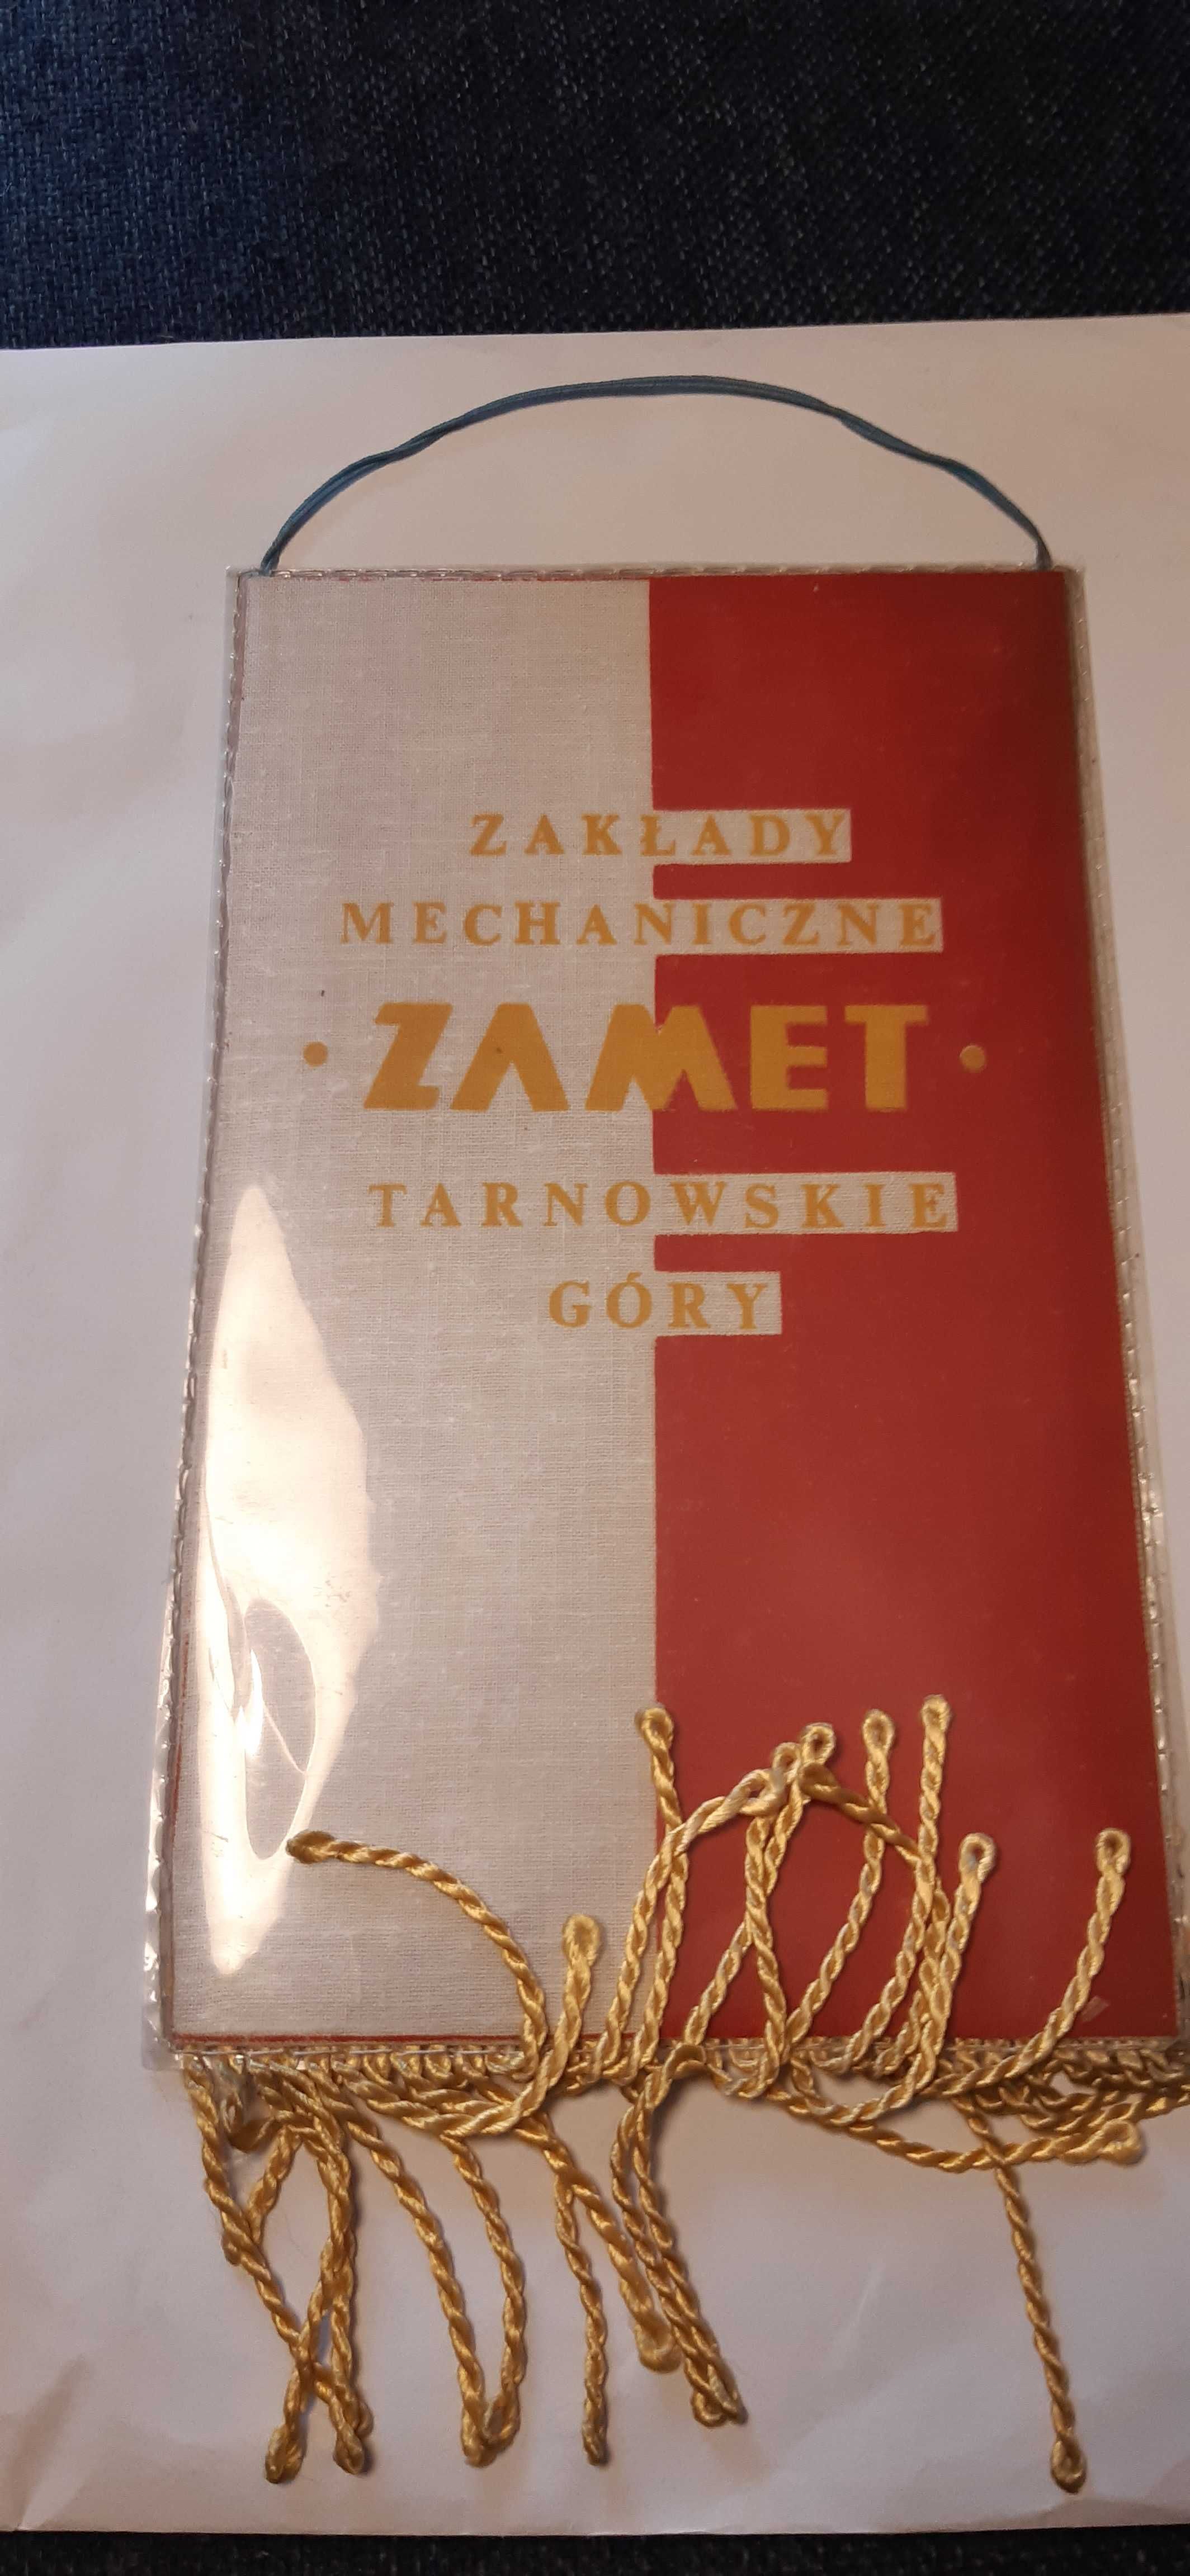 ZAKŁADY
MECHANICZNE
• ZAMET •
TARNOWSKIE
GÓRY